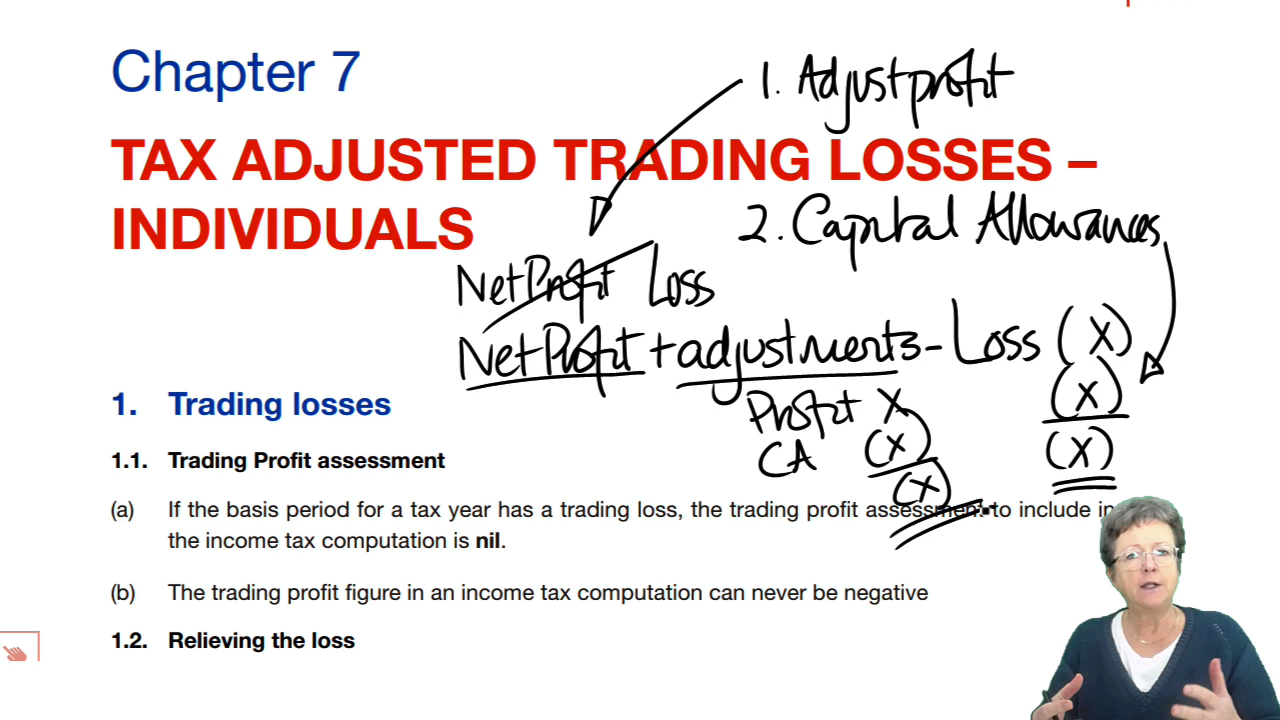 Chapter 7
1. Adjust profit
TAX ADJUSTED TRADING LOSSES –
INDIVIDUALS
2. Capital Allowances
Net Profit Loss
Net Profit + adjustments - Loss (X)
(X)
(X)
Profit X
CA (X)
(X)
1. Trading losses
1.1. Trading Profit assessment
(a) If the basis period for a tax year has a trading loss, the trading profit assessment to include in
the income tax computation is nil.
(b) The trading profit figure in an income tax computation can never be negative
1.2. Relieving the loss